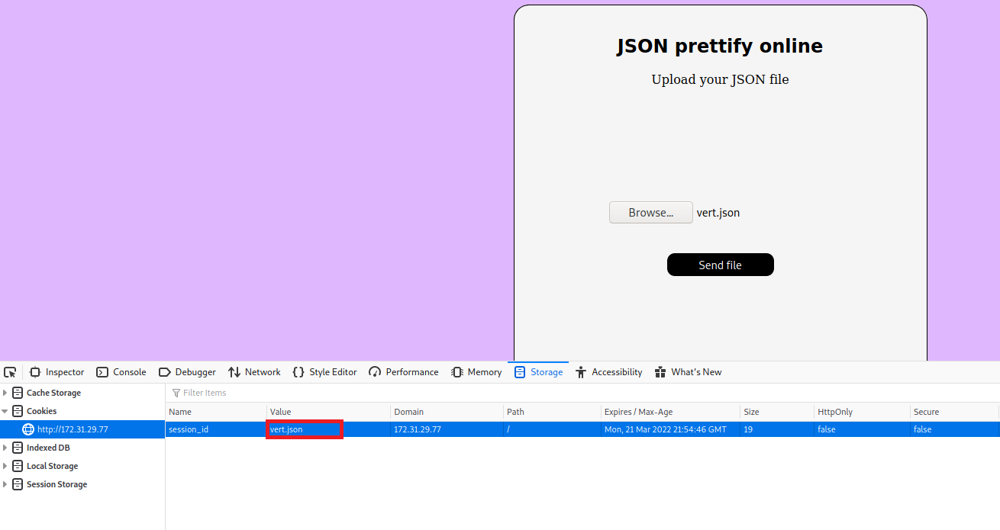 JSON prettify online
Upload your JSON file
Browse... vert.json
Send file
Inspector Console Debugger Network Style Editor Performance Memory Storage Accessibility What's New
Cache Storage
Filter Items
Cookies
Name Value Domain Path Expires / Max-Age Size HttpOnly Secure
http://172.31.29.77
session_id vert.json 172.31.29.77 / Mon, 21 Mar 2022 21:54:46 GMT 19 false false
Indexed DB
Local Storage
Session Storage